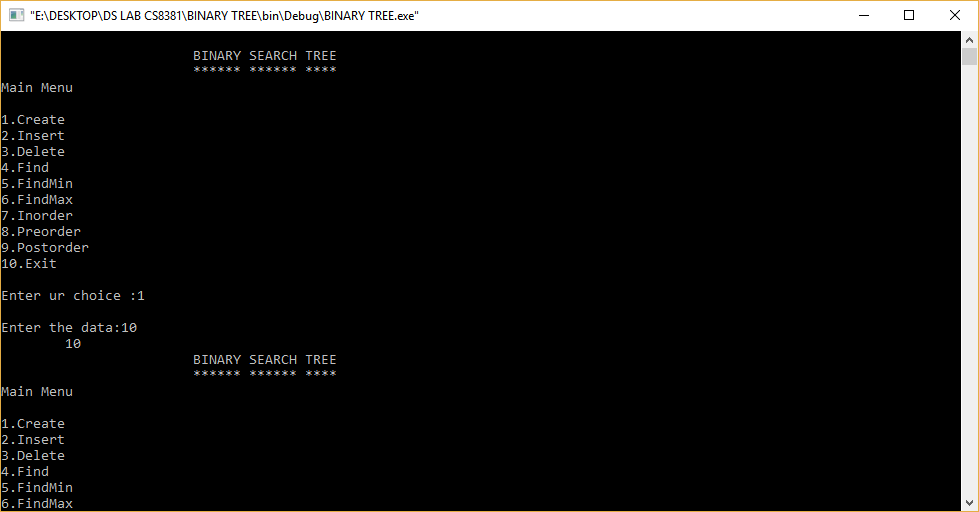 "E:\DESKTOP\DS LAB CS8381\BINARY TREE\bin\Debug\BINARY TREE.exe"
BINARY SEARCH TREE
****** ****** ****
Main Menu
1.Create
2.Insert
3.Delete
4.Find
5.FindMin
6.FindMax
7.Inorder
8.Preorder
9.Postorder
10.Exit
Enter ur choice :1
Enter the data:10
10
BINARY SEARCH TREE
****** ****** ****
Main Menu
1.Create
2.Insert
3.Delete
4.Find
5.FindMin
6.FindMax